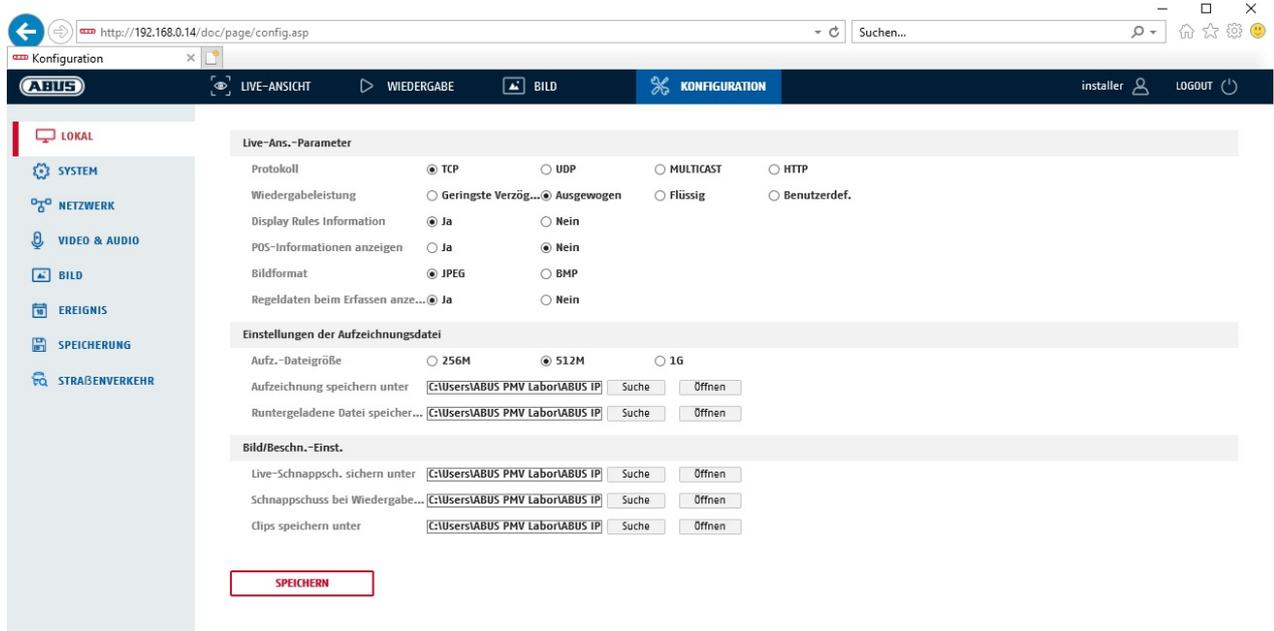 http://192.168.0.14/doc/page/config.asp Suchen...
Konfiguration
ABUS LIVE-ANSICHT WIEDERGABE BILD KONFIGURATION installer LOGOUT
LOKAL
SYSTEM
NETZWERK
VIDEO & AUDIO
BILD
EREIGNIS
SPEICHERUNG
STRAßENVERKEHR
Live-Ans.-Parameter
Protokoll TCP UDP MULTICAST HTTP
Wiedergabeleistung Geringste Verzög... Ausgewogen Flüssig Benutzerdef.
Display Rules Information Ja Nein
POS-Informationen anzeigen Ja Nein
Bildformat JPEG BMP
Regeldaten beim Erfassen anze... Ja Nein
Einstellungen der Aufzeichnungsdatei
Aufz.-Dateigröße 256M 512M 1G
Aufzeichnung speichern unter C:\Users\ABUS PMV Labor\ABUS IP Suche Öffnen
Runtergeladene Datei speicher... C:\Users\ABUS PMV Labor\ABUS IP Suche Öffnen
Bild/Beschn.-Einst.
Live-Schnappsch. sichern unter C:\Users\ABUS PMV Labor\ABUS IP Suche Öffnen
Schnappschuss bei Wiedergabe... C:\Users\ABUS PMV Labor\ABUS IP Suche Öffnen
Clips speichern unter C:\Users\ABUS PMV Labor\ABUS IP Suche Öffnen
SPEICHERN